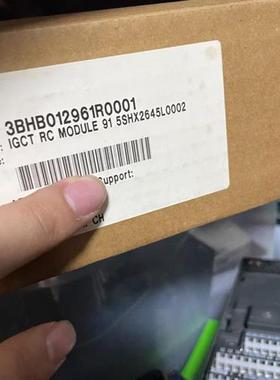 3BHB012961R0001
: IGCT RC MODULE 91 5SHX2645L0002
Support:
CH